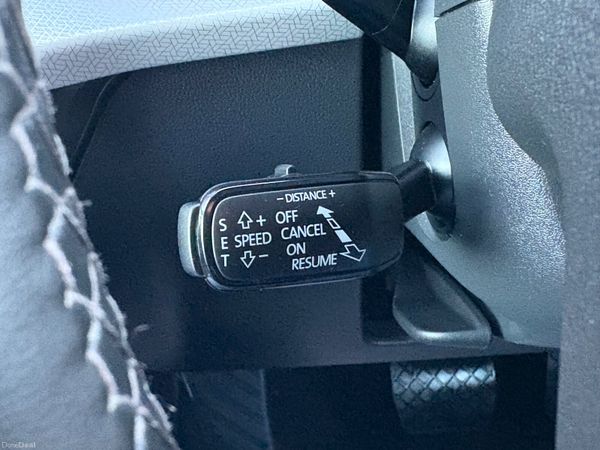 - DISTANCE +
S + OFF
E SPEED CANCEL
ON
T - RESUME
DoneDeal